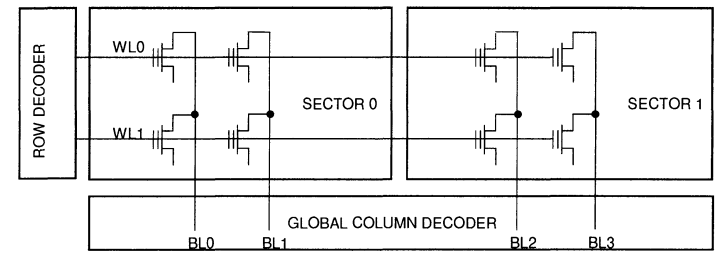 ROW DECODER
WL0
SECTOR 0
SECTOR 1
WL1
GLOBAL COLUMN DECODER
BL0 BL1 BL2 BL3